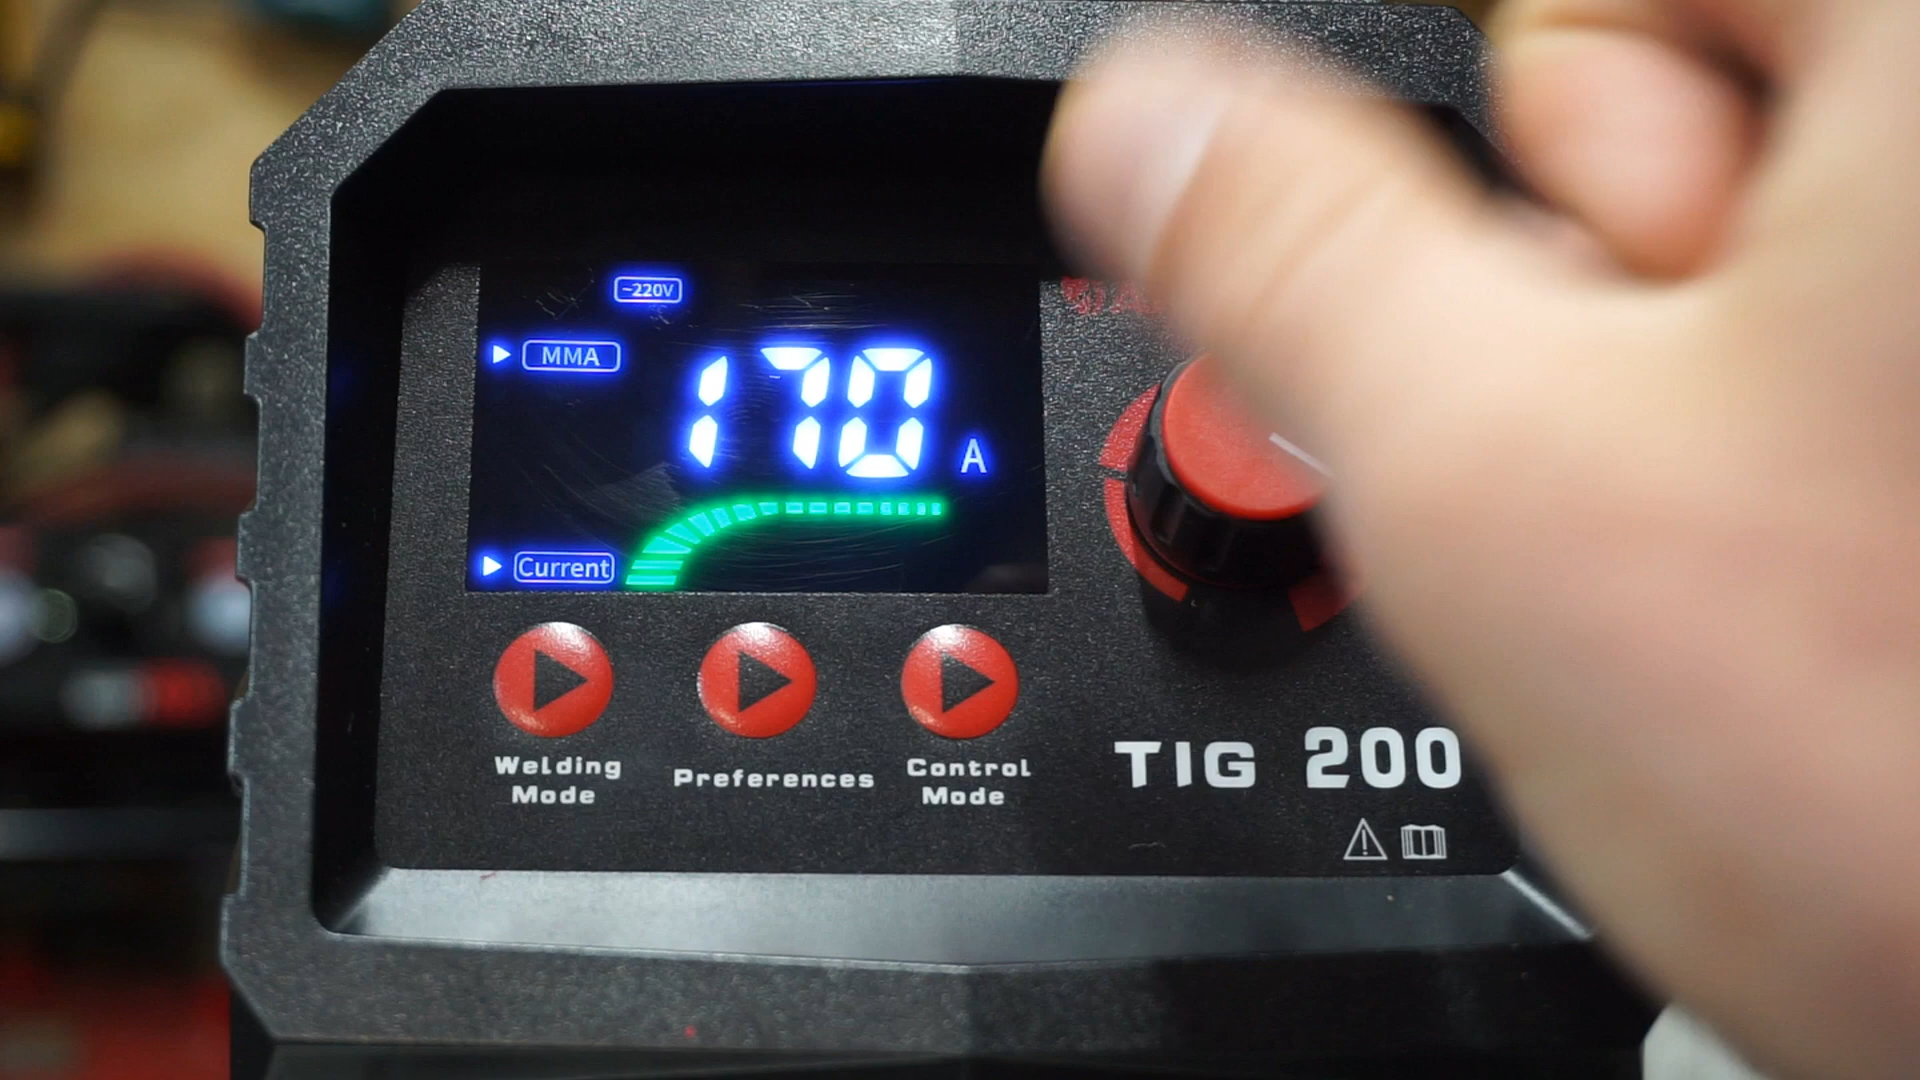 ~220V
MMA
170 A
Current
Welding
Mode
Preferences
Control
Mode
TIG 200